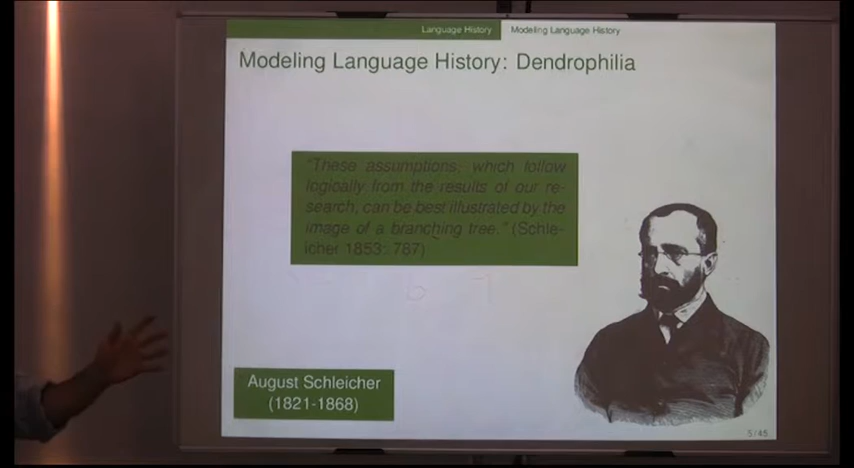 Language History Modeling Language History
Modeling Language History: Dendrophilia
"These assumptions, which follow
logically from the results of our re-
search, can be best illustrated by the
image of a branching tree." (Schle-
icher 1853: 787)
August Schleicher
(1821-1868)
5 / 45